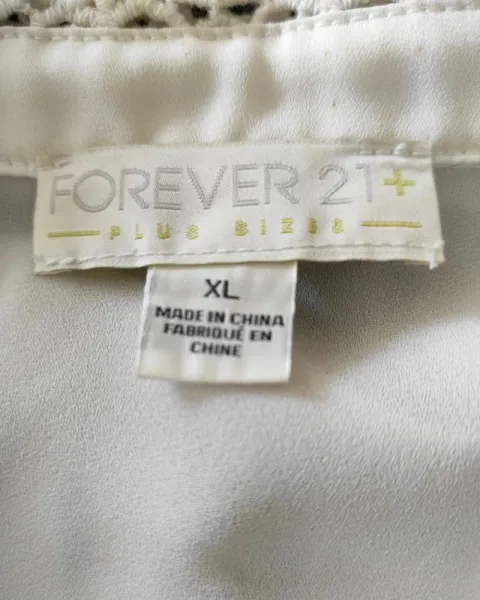 FOREVER 21+
PLUS SIZES
XL
MADE IN CHINA
FABRIQUÉ EN
CHINE